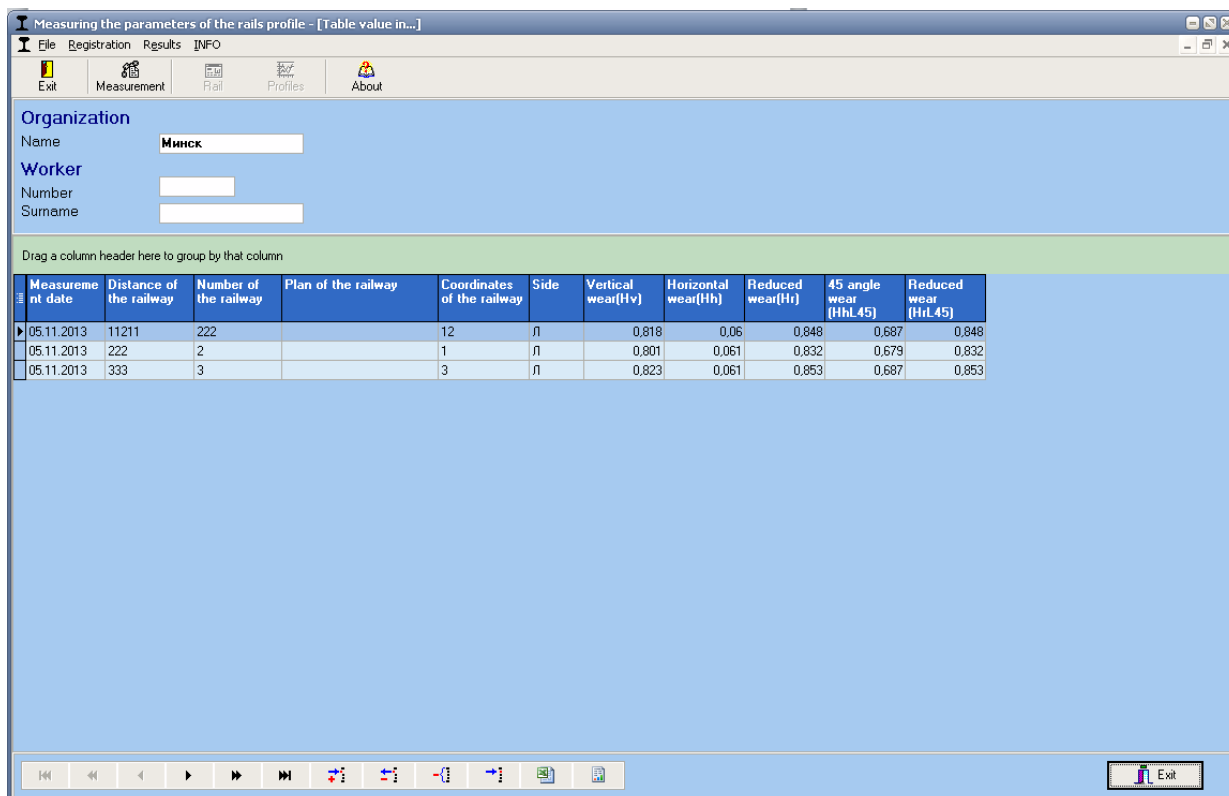 Measuring the parameters of the rails profile - [Table value in...]
File Registration Results INFO
Exit Measurement Rail Profiles About
Organization
Name Минск
Worker
Number
Surname
Drag a column header here to group by that column
Measureme Distance of Number of Plan of the railway Coordinates Side Vertical Horizontal Reduced 45 angle Reduced
nt date the railway the railway of the railway wear(Hv) wear(Hh) wear(Hr) wear wear
(HhL45) (HrL45)
05.11.2013 11211 222 12 Л 0,818 0,06 0,848 0,687 0,848
05.11.2013 222 2 1 Л 0,801 0,061 0,832 0,679 0,832
05.11.2013 333 3 3 Л 0,823 0,061 0,853 0,687 0,853
Exit